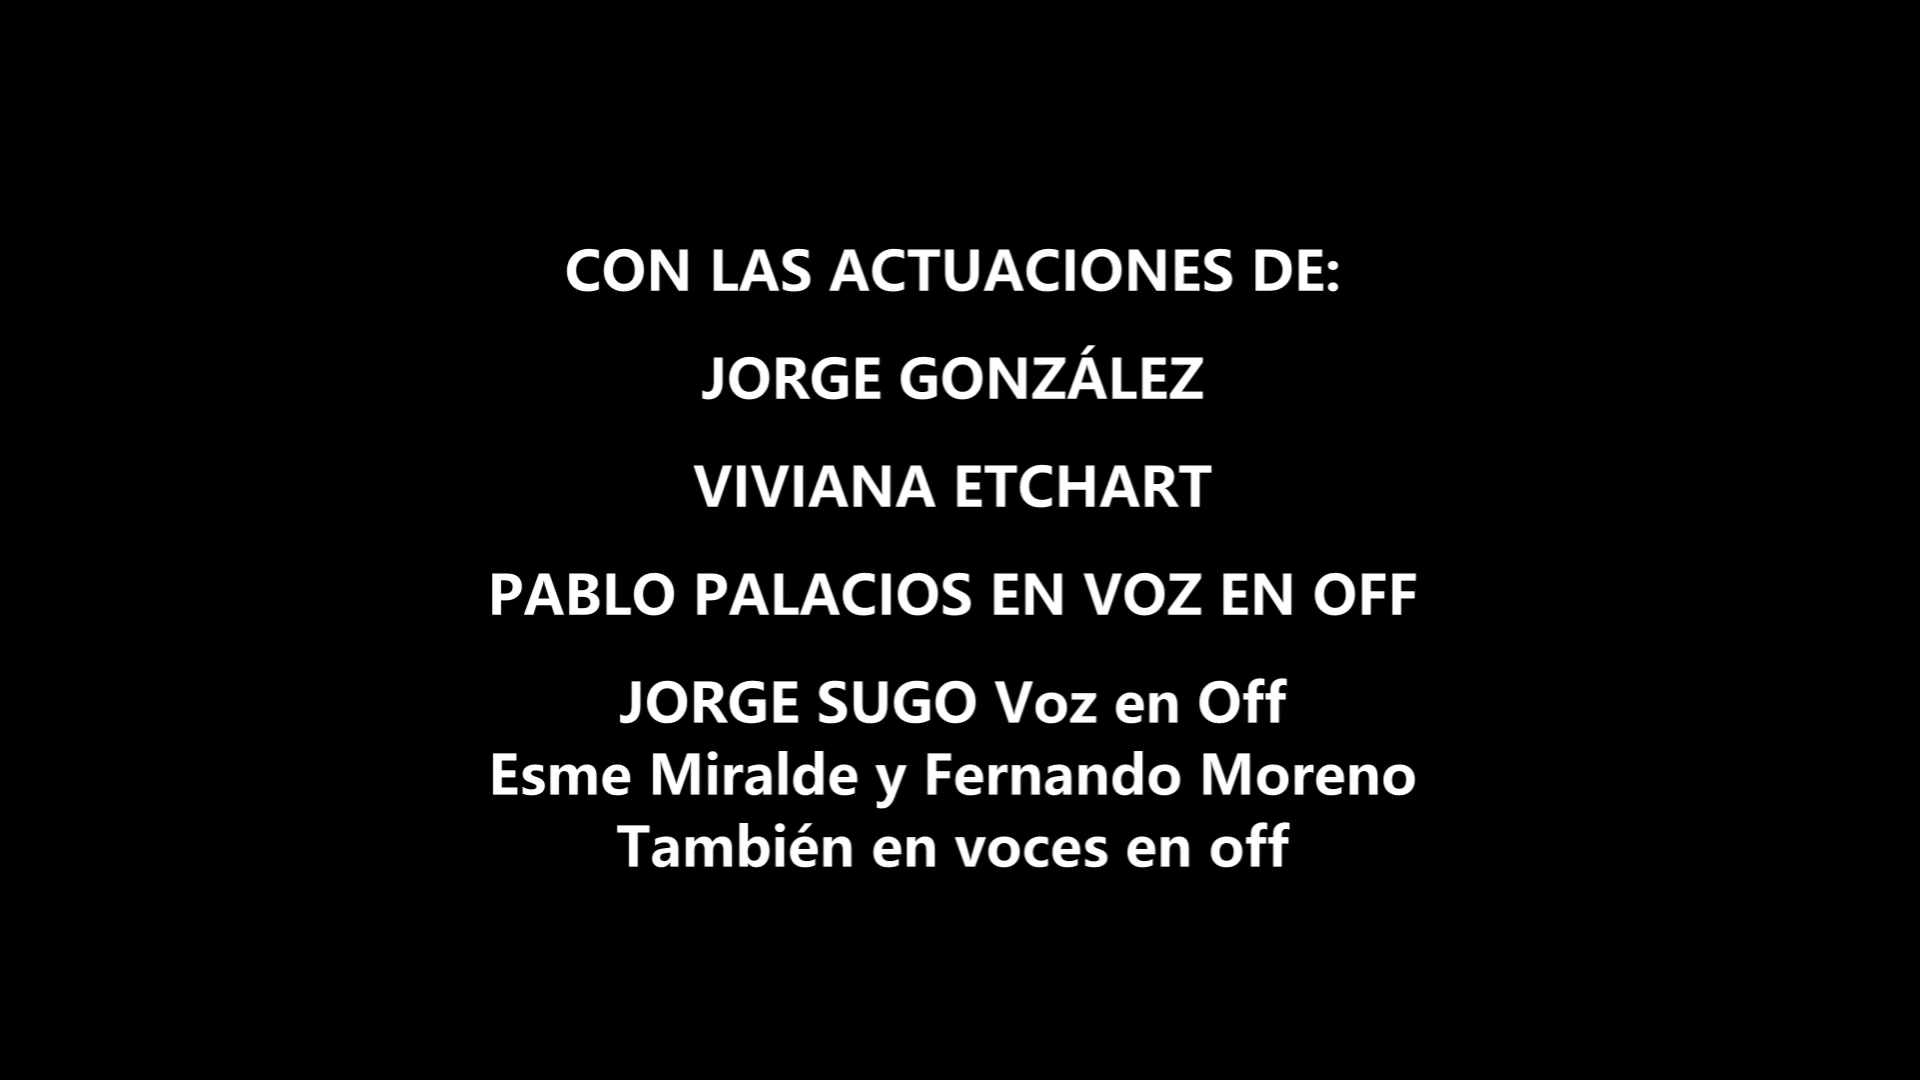 CON LAS ACTUACIONES DE:
JORGE GONZÁLEZ
VIVIANA ETCHART
PABLO PALACIOS EN VOZ EN OFF
JORGE SUGO Voz en Off
Esme Miralde y Fernando Moreno
También en voces en off